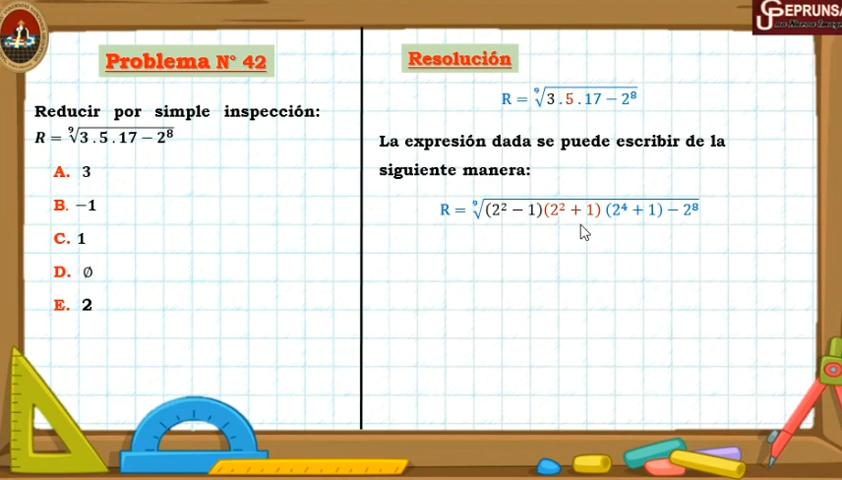 EPRUNSA
Problema N° 42
Reducir por simple inspección:
R = ⁹√3 . 5 . 17 − 2⁸
A. 3
B. −1
C. 1
D. ∅
E. 2
Resolución
R = ⁹√3 . 5 . 17 − 2⁸
La expresión dada se puede escribir de la
siguiente manera:
R = ⁹√(2² − 1)(2² + 1) (2⁴ + 1) − 2⁸